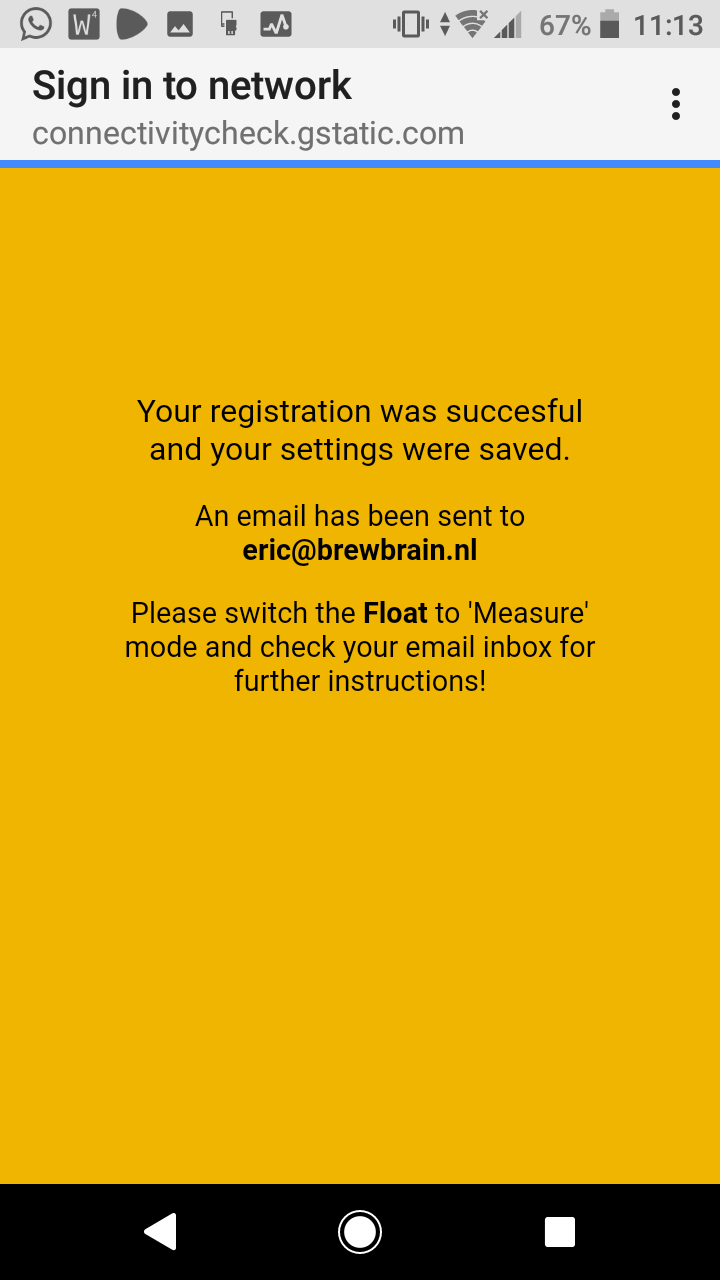 67% 11:13
Sign in to network
connectivitycheck.gstatic.com
Your registration was succesful
and your settings were saved.
An email has been sent to
eric@brewbrain.nl
Please switch the Float to 'Measure'
mode and check your email inbox for
further instructions!